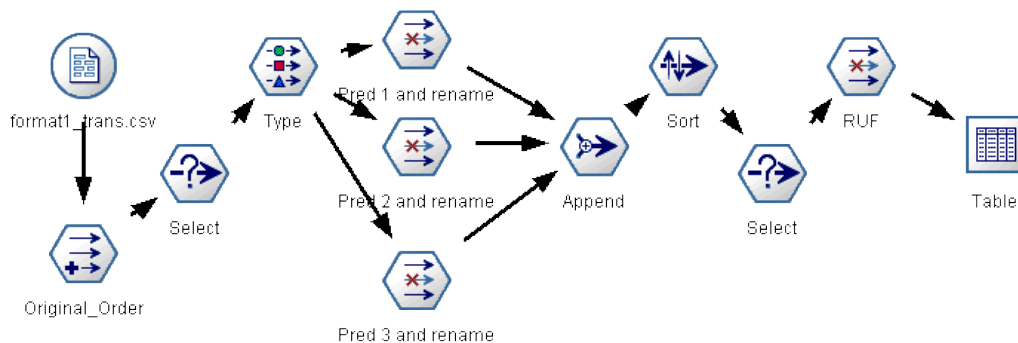 format1_trans.csv
Original_Order
Select
Type
Pred 1 and rename
Pred 2 and rename
Pred 3 and rename
Append
Sort
Select
RUF
Table